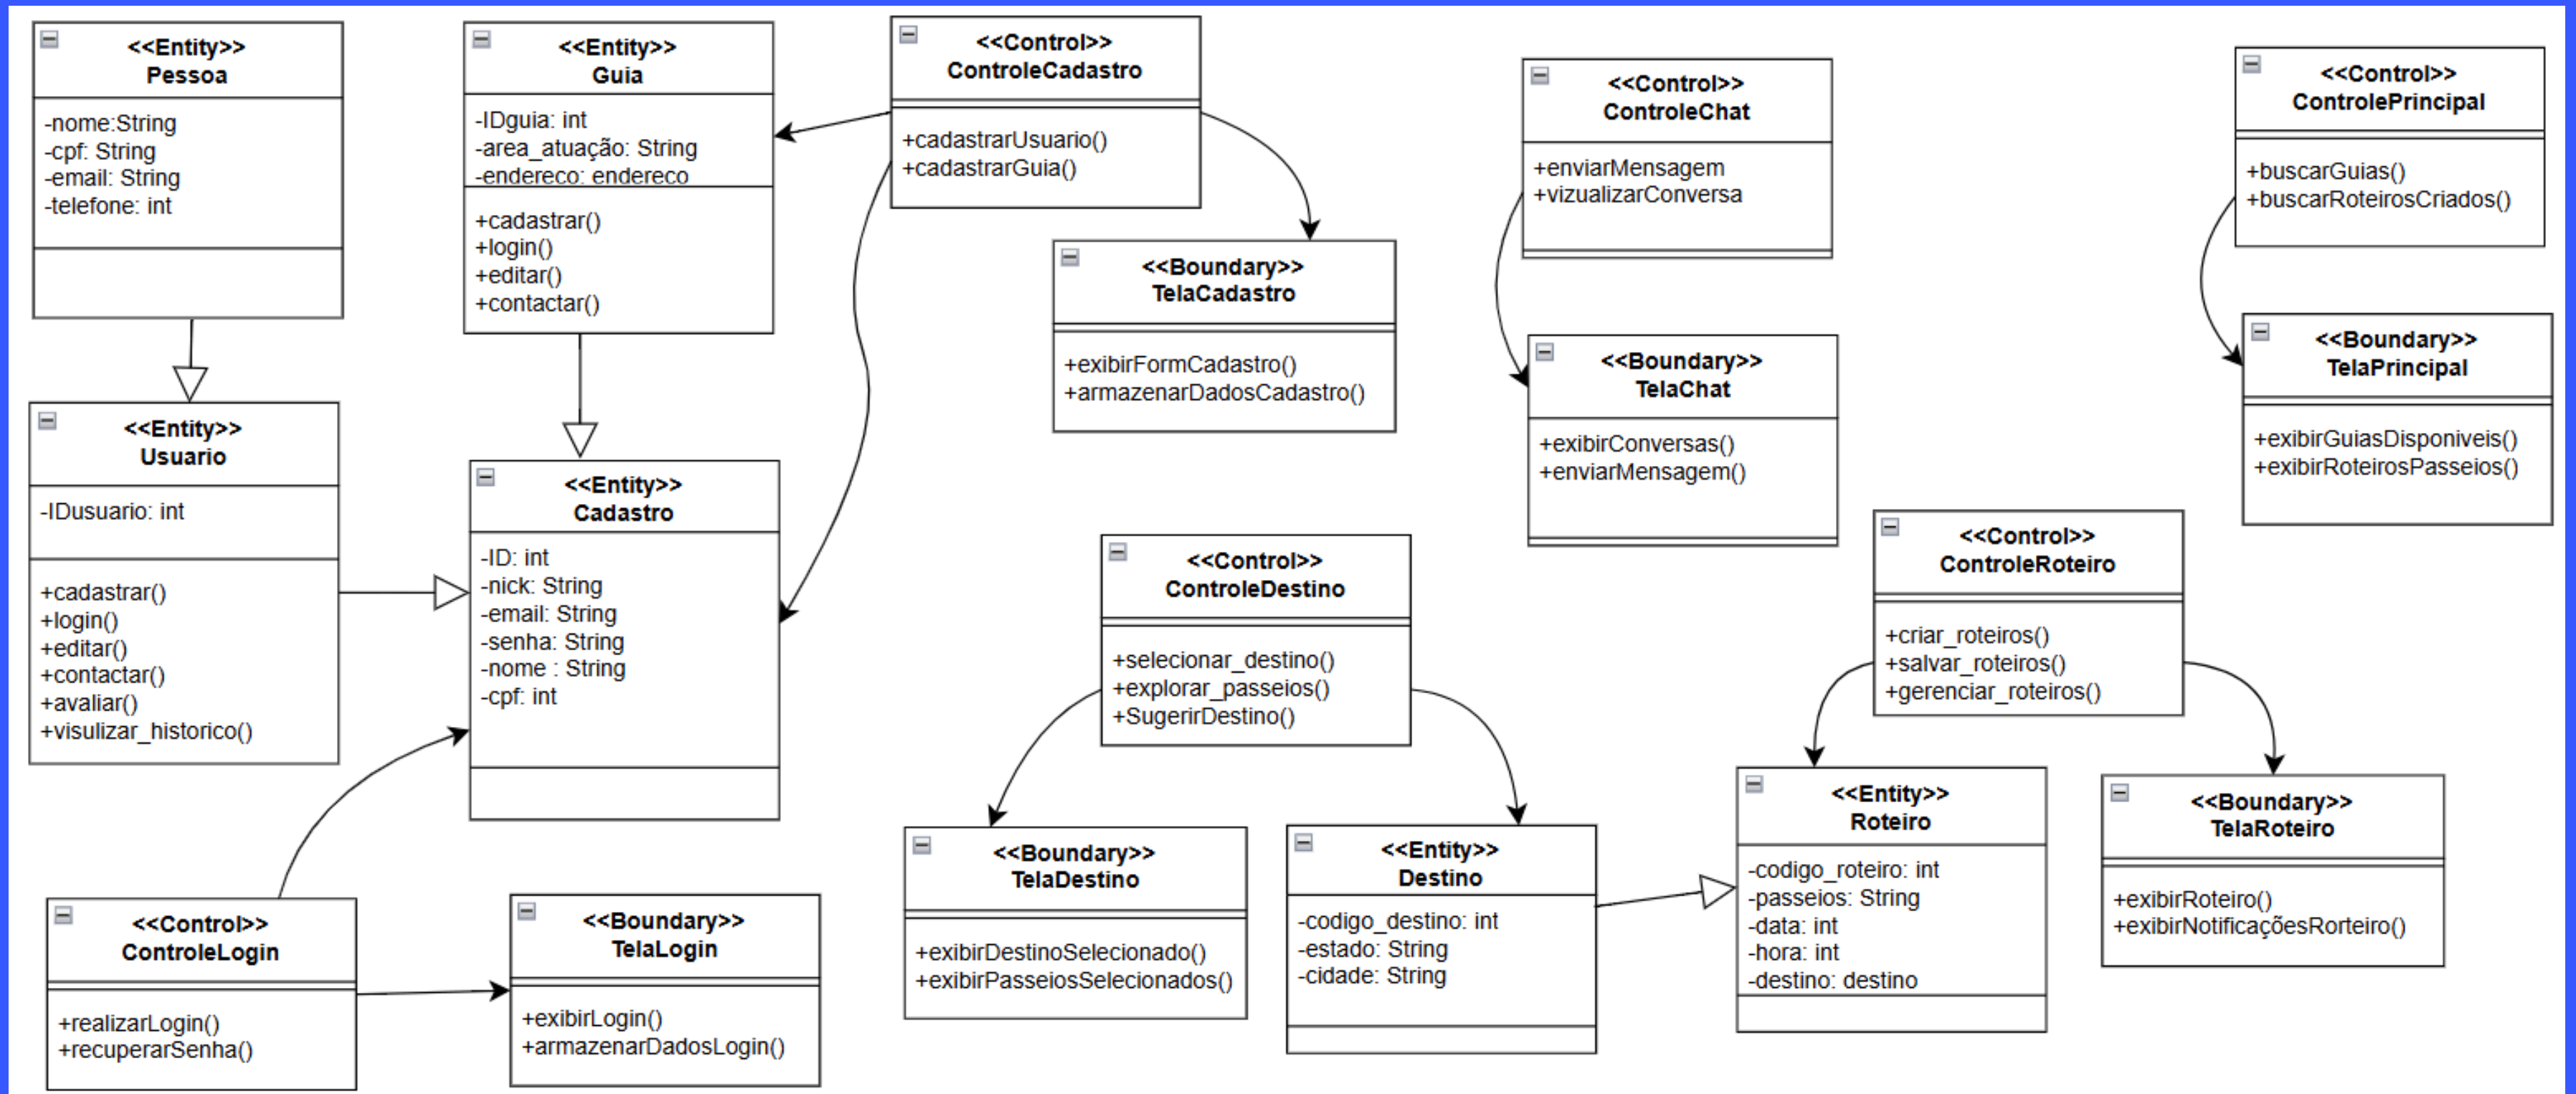 <<Entity>>
Pessoa
-nome:String
-cpf: String
-email: String
-telefone: int
<<Entity>>
Guia
-IDguia: int
-area_atuação: String
-endereco: endereco
+cadastrar()
+login()
+editar()
+contactar()
<<Control>>
ControleCadastro
+cadastrarUsuario()
+cadastrarGuia()
<<Boundary>>
TelaCadastro
+exibirFormCadastro()
+armazenarDadosCadastro()
<<Control>>
ControleChat
+enviarMensagem
+vizualizarConversa
<<Boundary>>
TelaChat
+exibirConversas()
+enviarMensagem()
<<Control>>
ControlePrincipal
+buscarGuias()
+buscarRoteirosCriados()
<<Boundary>>
TelaPrincipal
+exibirGuiasDisponiveis()
+exibirRoteirosPasseios()
<<Entity>>
Usuario
-IDusuario: int
+cadastrar()
+login()
+editar()
+contactar()
+avaliar()
+visulizar_historico()
<<Entity>>
Cadastro
-ID: int
-nick: String
-email: String
-senha: String
-nome : String
-cpf: int
<<Control>>
ControleDestino
+selecionar_destino()
+explorar_passeios()
+SugerirDestino()
<<Control>>
ControleRoteiro
+criar_roteiros()
+salvar_roteiros()
+gerenciar_roteiros()
<<Control>>
ControleLogin
+realizarLogin()
+recuperarSenha()
<<Boundary>>
TelaLogin
+exibirLogin()
+armazenarDadosLogin()
<<Boundary>>
TelaDestino
+exibirDestinoSelecionado()
+exibirPasseiosSelecionados()
<<Entity>>
Destino
-codigo_destino: int
-estado: String
-cidade: String
<<Entity>>
Roteiro
-codigo_roteiro: int
-passeios: String
-data: int
-hora: int
-destino: destino
<<Boundary>>
TelaRoteiro
+exibirRoteiro()
+exibirNotificaçõesRorteiro()